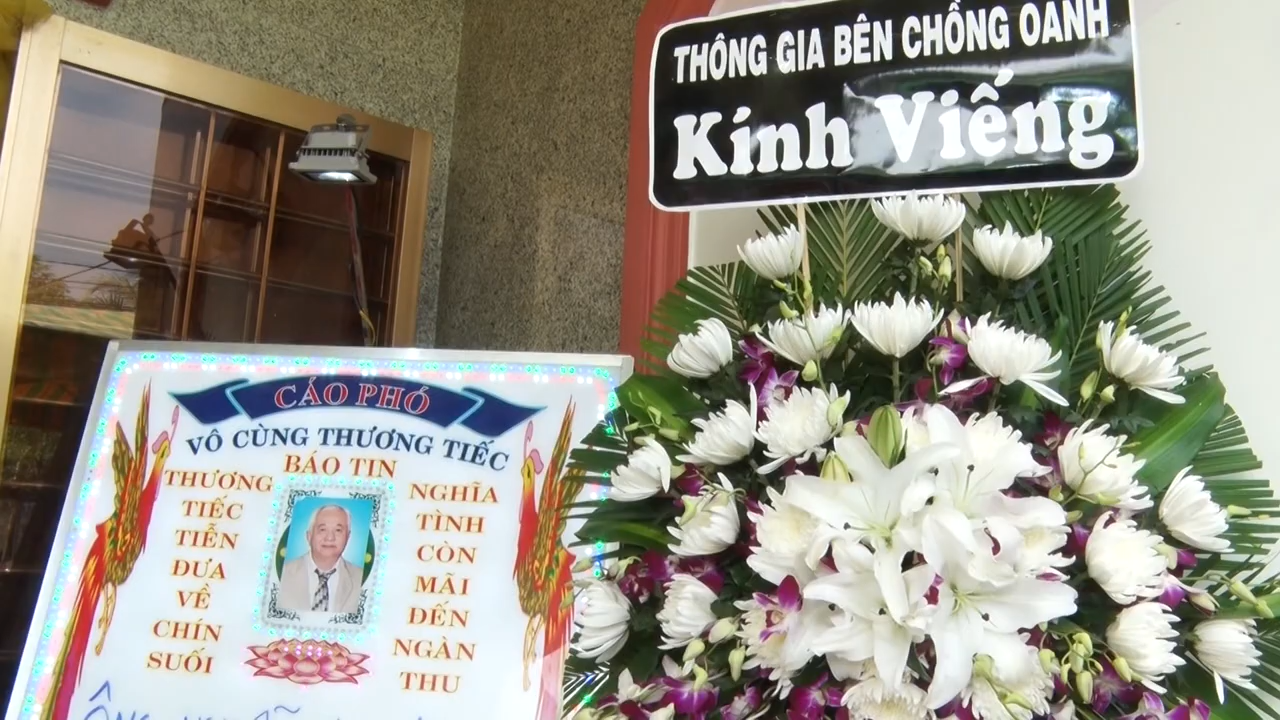 THÔNG GIA BÊN CHỒNG OANH
Kính Viếng
CÁO PHÓ
VÔ CÙNG THƯƠNG TIẾC
BÁO TIN
THƯƠNG
TIẾC
TIỄN
ĐƯA
VỀ
CHÍN
SUỐI
NGHĨA
TÌNH
CÒN
MÃI
ĐẾN
NGÀN
THU
ÔNG